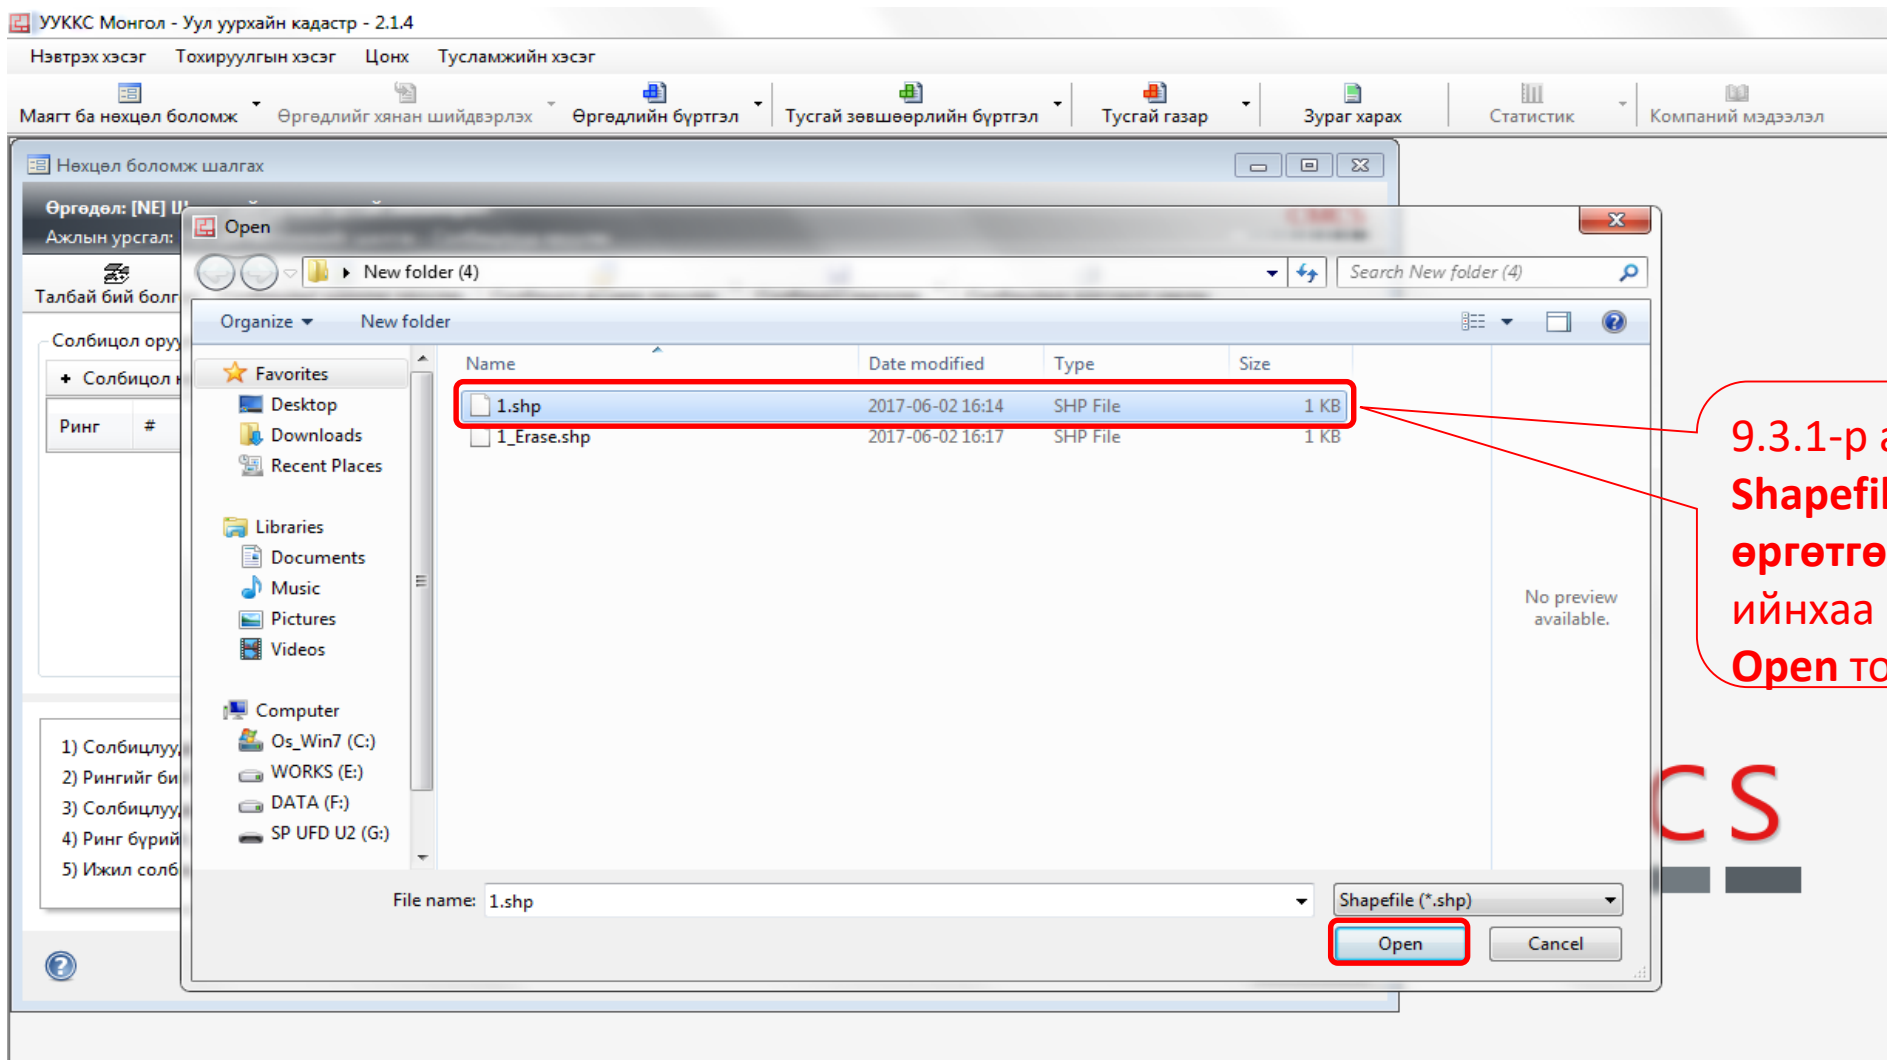 УУККС Монгол - Уул уурхайн кадастр - 2.1.4
Нэвтрэх хэсэг Тохируулгын хэсэг Цонх Тусламжийн хэсэг
Маягт ба нөхцөл боломж Өргөдлийг хянан шийдвэрлэх Өргөдлийн бүртгэл Тусгай зөвшөөрлийн бүртгэл Тусгай газар Зураг харах Статистик Компаний мэдээлэл
Нөхцөл боломж шалгах
Өргөдөл: [NE]
Ажлын урсгал:
Open
New folder (4)
Search New folder (4)
Талбай бий болг
Organize New folder
Солбицол оруу
+ Солбицол
Ринг #
Name Date modified Type Size
1.shp 2017-06-02 16:14 SHP File 1 KB
1_Erase.shp 2017-06-02 16:17 SHP File 1 KB
Favorites
Desktop
Downloads
Recent Places
Libraries
Documents
Music
Pictures
Videos
Computer
Os_Win7 (C:)
WORKS (E:)
DATA (F:)
SP UFD U2 (G:)
No preview
available.
9.3.1-р а
Shapefil
өргөтгө
ийнхаа
Open то
1) Солбицлууд
2) Рингийг би
3) Солбицлууд
4) Ринг бүрий
5) Ижил солб
CS
File name: 1.shp
Shapefile (*.shp)
Open Cancel